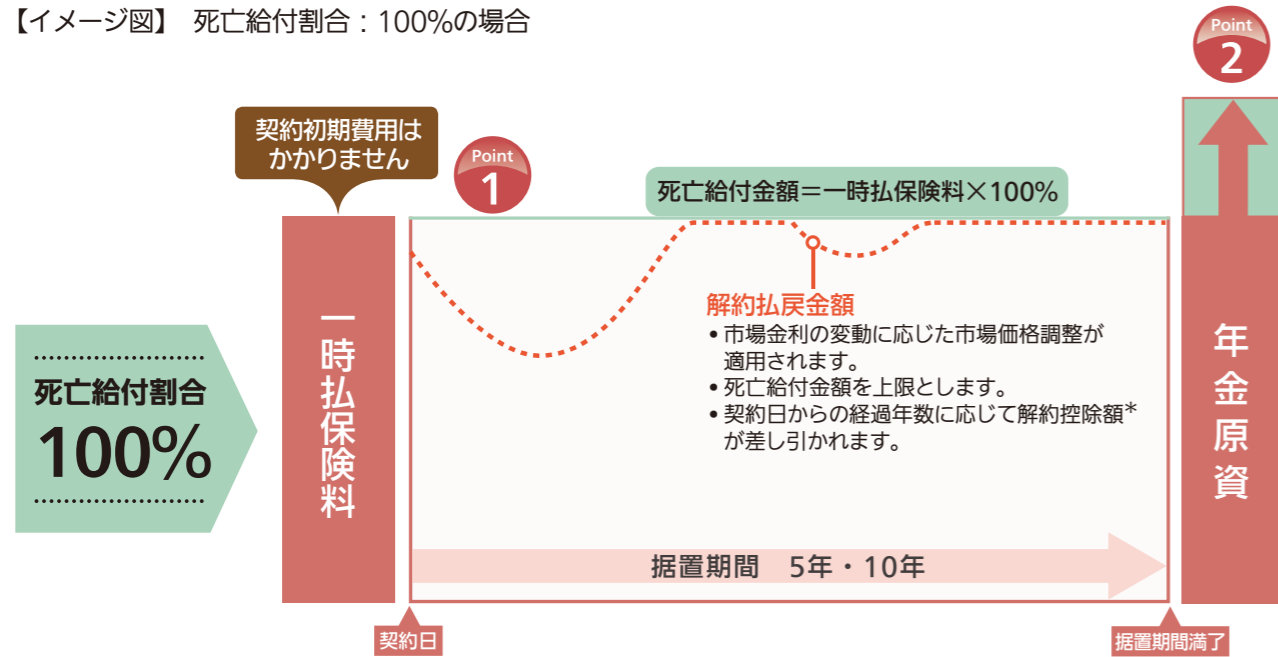 【イメージ図】 死亡給付割合：100%の場合
Point
2
契約初期費用は
かかりません
Point
1
死亡給付金額＝一時払保険料×100%
死亡給付割合
100%
一時払保険料
解約払戻金額
•市場金利の変動に応じた市場価格調整が
適用されます。
•死亡給付金額を上限とします。
•契約日からの経過年数に応じて解約控除額*
が差し引かれます。
年金原資
据置期間 5年・10年
契約日
据置期間満了